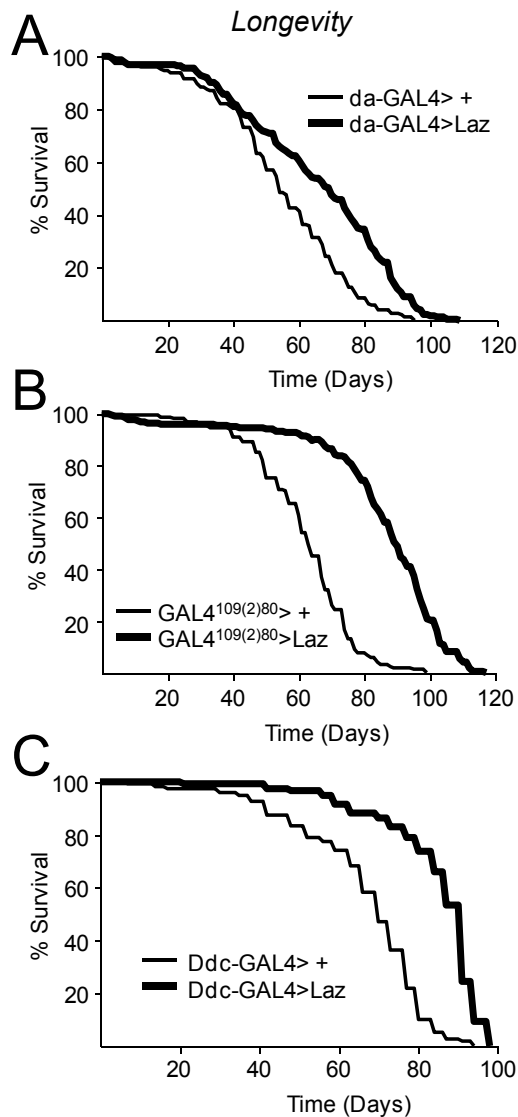 Longevity
A
100
80
60
40
20
% Survival
da-GAL4> +
da-GAL4>Laz
20 40 60 80 100 120
Time (Days)
B
100
80
60
40
20
% Survival
GAL4109(2)80> +
GAL4109(2)80>Laz
20 40 60 80 100 120
Time (Days)
C
100
80
60
40
20
% Survival
Ddc-GAL4> +
Ddc-GAL4>Laz
20 40 60 80 100
Time (Days)